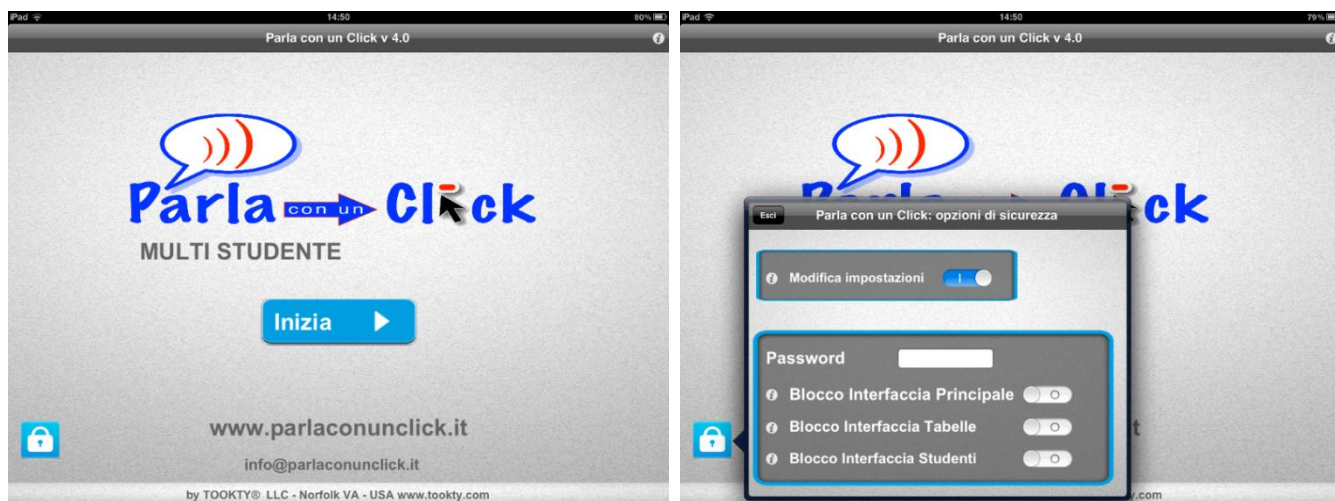 iPad 14:50 80%
Parla con un Click v 4.0
Parla con un Click
MULTI STUDENTE
Inizia
www.parlaconunclick.it
info@parlaconunclick.it
by TOOKTY® LLC - Norfolk VA - USA www.tookty.com
iPad 14:50 79%
Parla con un Click v 4.0
Esci Parla con un Click: opzioni di sicurezza
Modifica impostazioni
Password
Blocco Interfaccia Principale
Blocco Interfaccia Tabelle
Blocco Interfaccia Studenti